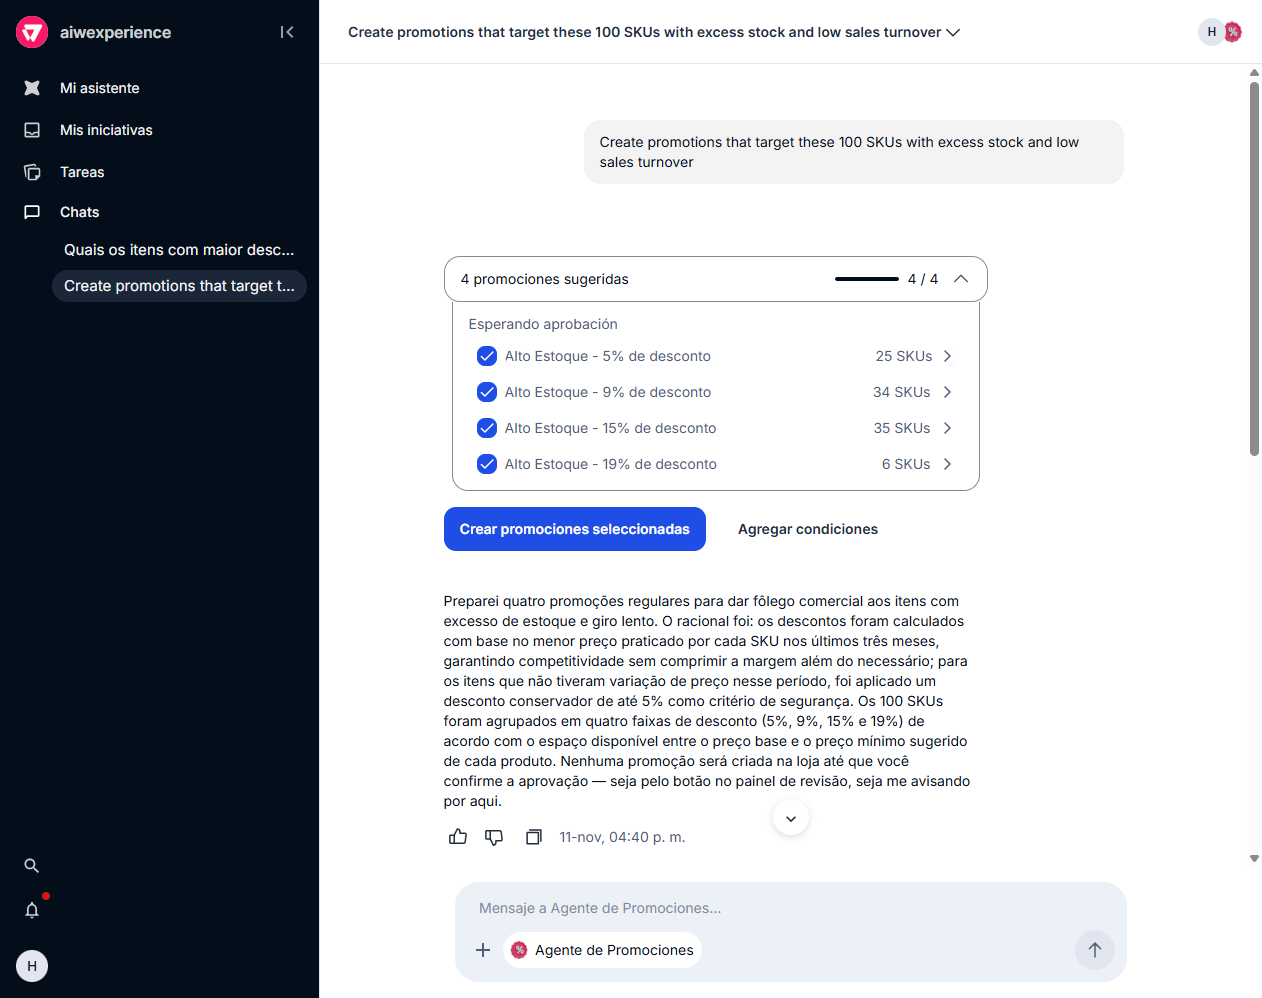 aiwexperience
Mi asistente
Mis iniciativas
Tareas
Chats
Quais os itens com maior desc...
Create promotions that target t...
H
Create promotions that target these 100 SKUs with excess stock and low sales turnover
H
%
Create promotions that target these 100 SKUs with excess stock and low
sales turnover
4 promociones sugeridas
4 / 4
Esperando aprobación
Alto Estoque - 5% de desconto
25 SKUs
Alto Estoque - 9% de desconto
34 SKUs
Alto Estoque - 15% de desconto
35 SKUs
Alto Estoque - 19% de desconto
6 SKUs
Crear promociones seleccionadas
Agregar condiciones
Preparei quatro promoções regulares para dar fôlego comercial aos itens com
excesso de estoque e giro lento. O racional foi: os descontos foram calculados
com base no menor preço praticado por cada SKU nos últimos três meses,
garantindo competitividade sem comprimir a margem além do necessário; para
os itens que não tiveram variação de preço nesse período, foi aplicado um
desconto conservador de até 5% como critério de segurança. Os 100 SKUs
foram agrupados em quatro faixas de desconto (5%, 9%, 15% e 19%) de
acordo com o espaço disponível entre o preço base e o preço mínimo sugerido
de cada produto. Nenhuma promoção será criada na loja até que você
confirme a aprovação — seja pelo botão no painel de revisão, seja me avisando
por aqui.
11-nov, 04:40 p. m.
Mensaje a Agente de Promociones...
%
Agente de Promociones